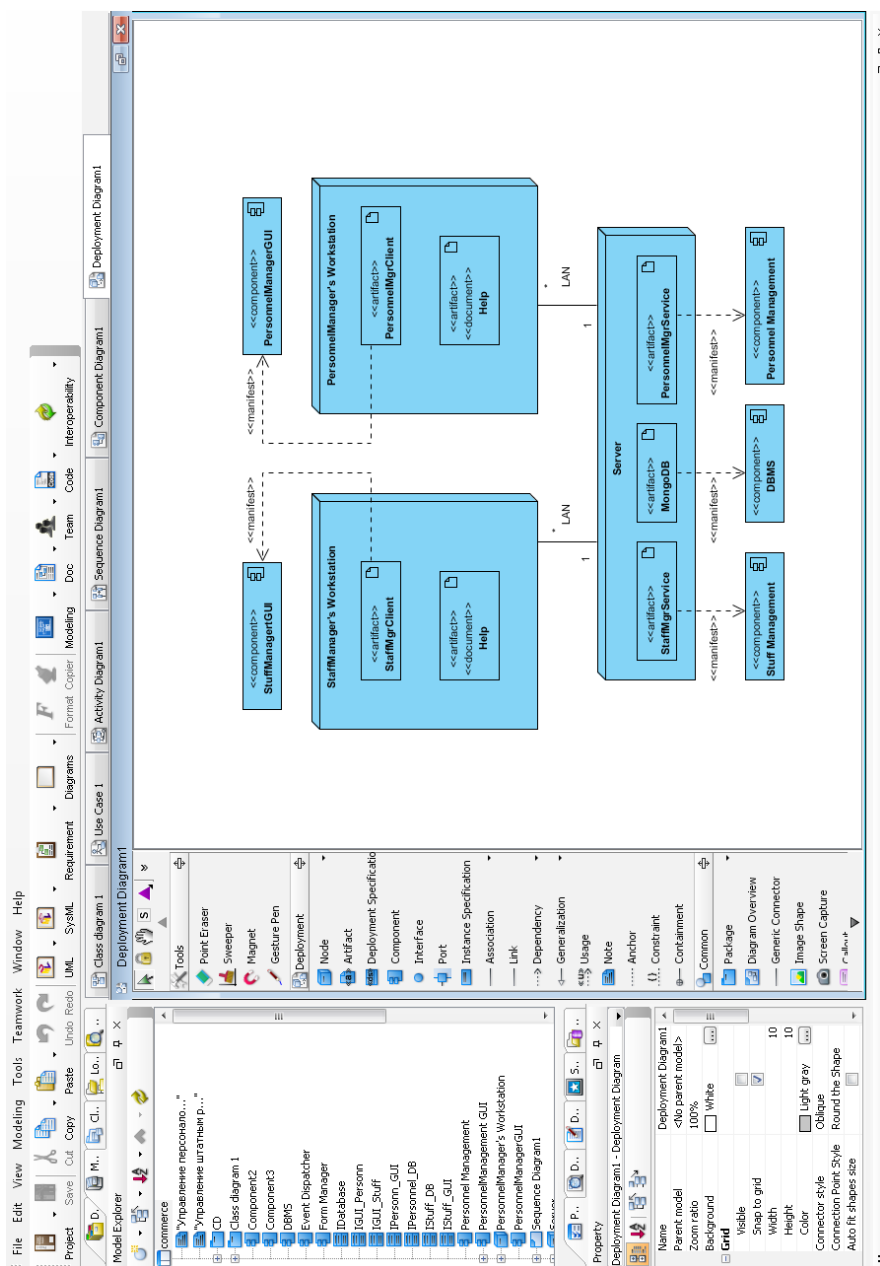 File Edit View Modeling Tools Teamwork Window Help
Project Save Cut Copy Paste Undo Redo UML SysML Requirement Diagrams Format Copier Modeling Doc Team Code Interoperability
D.. M... Cl.. Lo...
Class diagram 1 Use Case 1 Activity Diagram1 Sequence Diagram1 Component Diagram1 Deployment Diagram1
Model Explorer
commerce
"Управление персонало..."
"Управление штатным р..."
CD
Class diagram 1
Component2
Component3
DBMS
Event Dispatcher
Form Manager
IDatabase
IGUI_Personn
IGUI_Stuff
IPersonn_GUI
IPersonnel_DB
IStuff_DB
IStuff_GUI
Personnel Management
PersonnelManagement GUI
PersonnelManager's Workstation
PersonnelManagerGUI
Sequence Diagram1
Server
P... D.. D.. S..
Property
Deployment Diagram1 - Deployment Diagram
Name Deployment Diagram1
Parent model <No parent model>
Zoom ratio 100%
Background White
Grid
Visible
Snap to grid
Width 10
Height 10
Color Light gray
Connector style Oblique
Connection Point Style Round the Shape
Auto fit shapes size
Deployment Diagram1
S »
Tools
Point Eraser
Sweeper
Magnet
Gesture Pen
Deployment
Node
Artifact
Deployment Specificatio
Component
Interface
Port
Instance Specification
Association
Link
Dependency
Generalization
Usage
Note
Anchor
Constraint
Containment
Common
Package
Diagram Overview
Generic Connector
Image Shape
Screen Capture
<<component>>
StuffManagertGUI
<<manifest>>
<<manifest>>
<<component>>
PersonnelManagerGUI
StaffManager's Workstation
<<artifact>>
StaffMgrClient
<<artifact>>
<<document>>
Help
PersonnelManager's Workstation
<<artifact>>
PersonnelMgrClient
<<artifact>>
<<document>>
Help
*
LAN
1
*
LAN
1
Server
<<artifact>>
StaffMgrService
<<artifact>>
MongoDB
<<artifact>>
PersonnelMgrService
<<manifest>>
<<manifest>>
<<manifest>>
<<component>>
Stuff Management
<<component>>
DBMS
<<component>>
Personnel Management